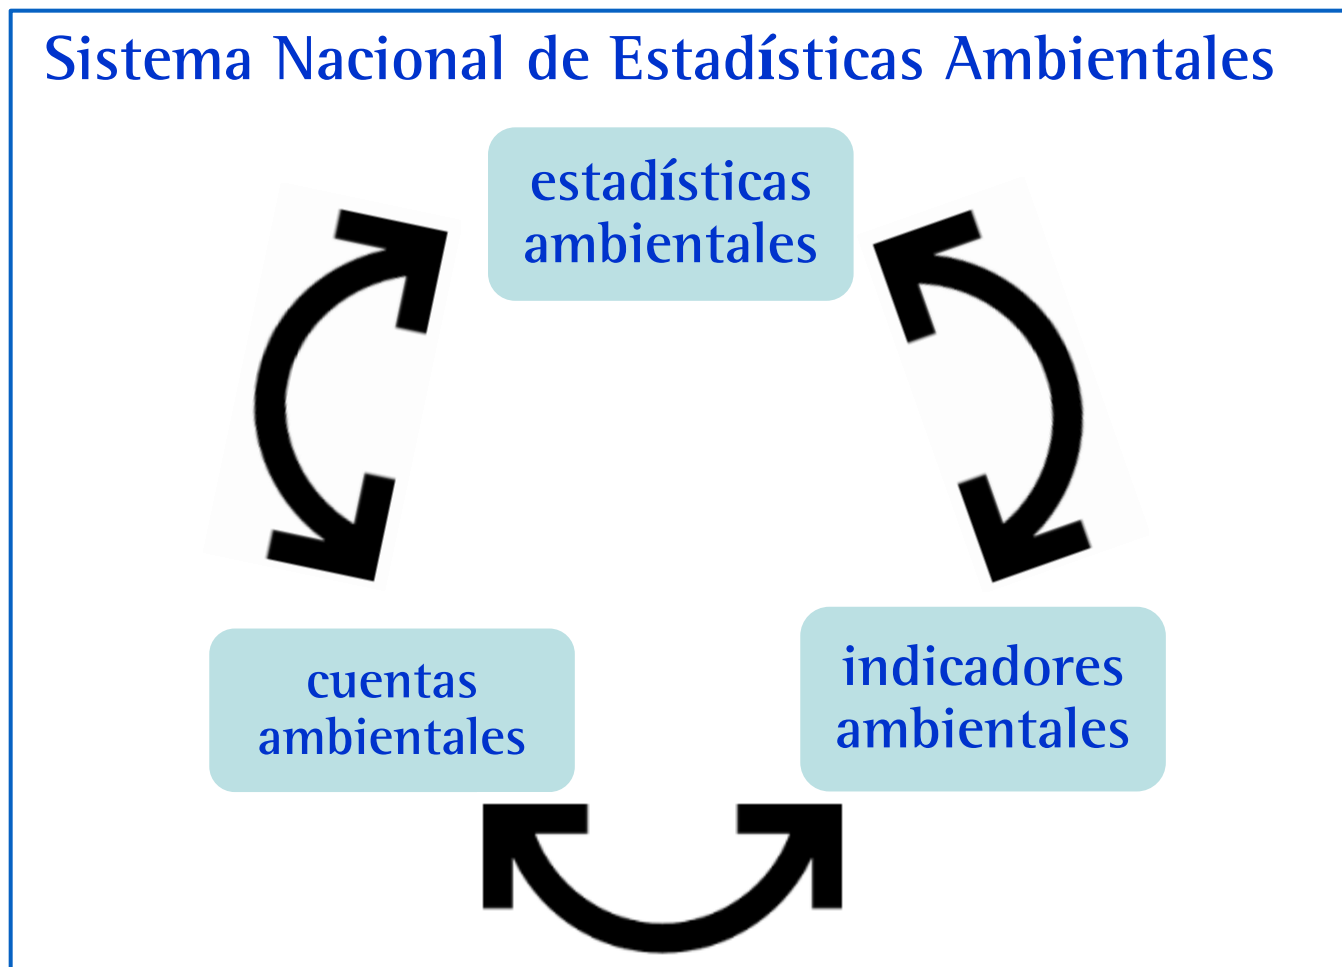 Sistema Nacional de Estadísticas Ambientales
estadísticas
ambientales
cuentas
ambientales
indicadores
ambientales